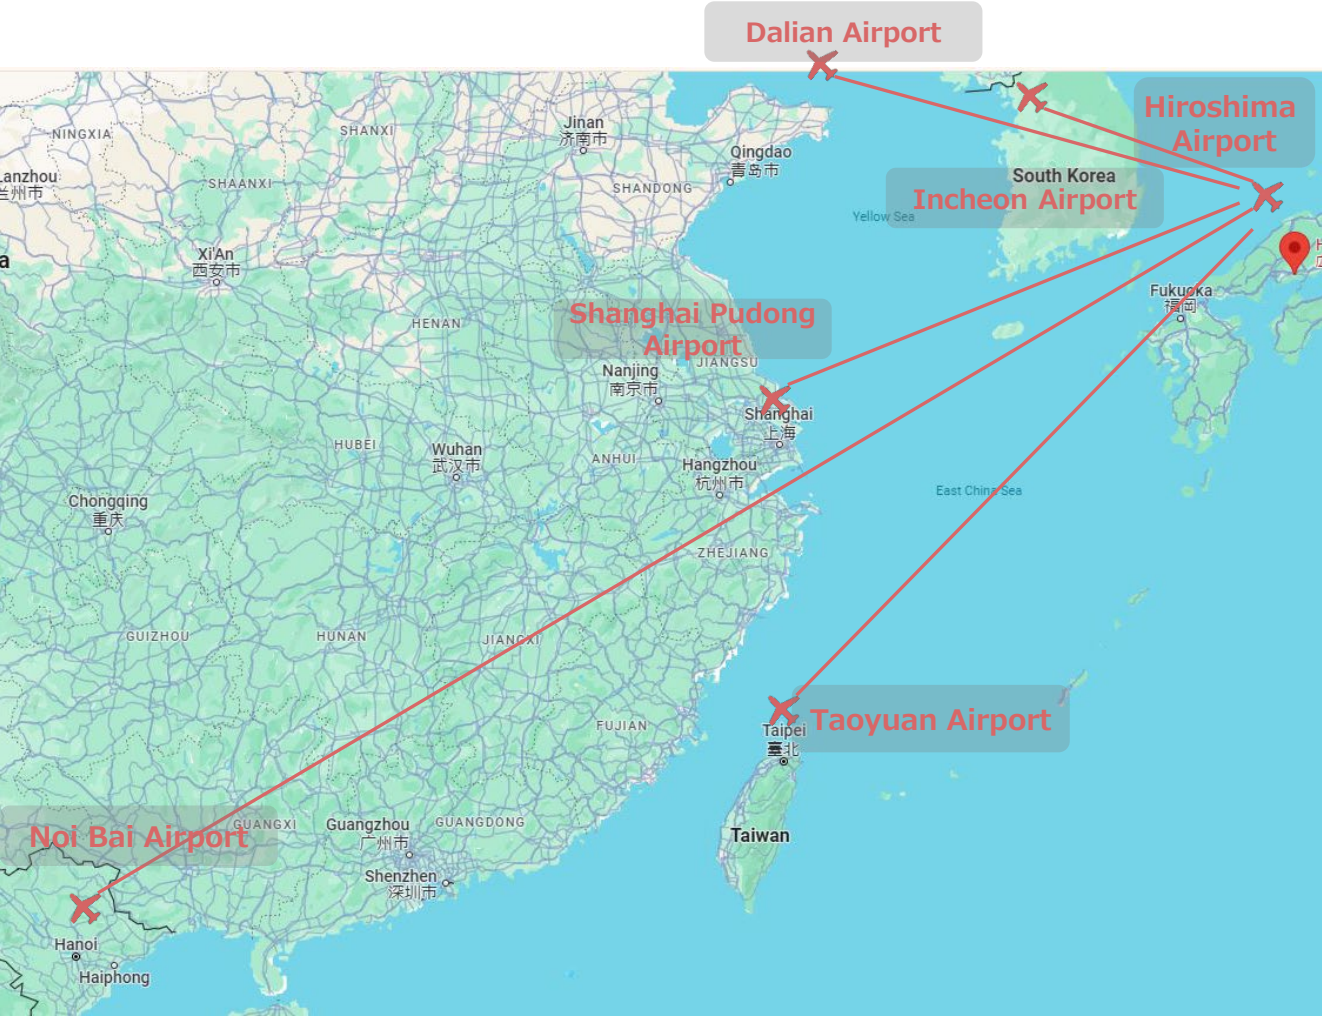 Dalian Airport
Hiroshima
Airport
NINGXIA
SHANXI
Jinan
济南市
Qingdao
青岛市
Lanzhou
兰州市
SHAANXI
SHANDONG
South Korea
Incheon Airport
Yellow Sea
Xi'An
西安市
a
Fukuoka
福岡
Shanghai Pudong
Airport
HENAN
JIANGSU
Nanjing
南京市
Shanghai
上海
HUBEI
Wuhan
武汉市
ANHUI
Hangzhou
杭州市
East China Sea
Chongqing
重庆
ZHEJIANG
GUIZHOU
HUNAN
JIANGXI
FUJIAN
Taoyuan Airport
Taipei
臺北
Noi Bai Airport
GUANGXI
Guangzhou
广州市
GUANGDONG
Taiwan
Shenzhen
深圳市
Hanoi
Haiphong